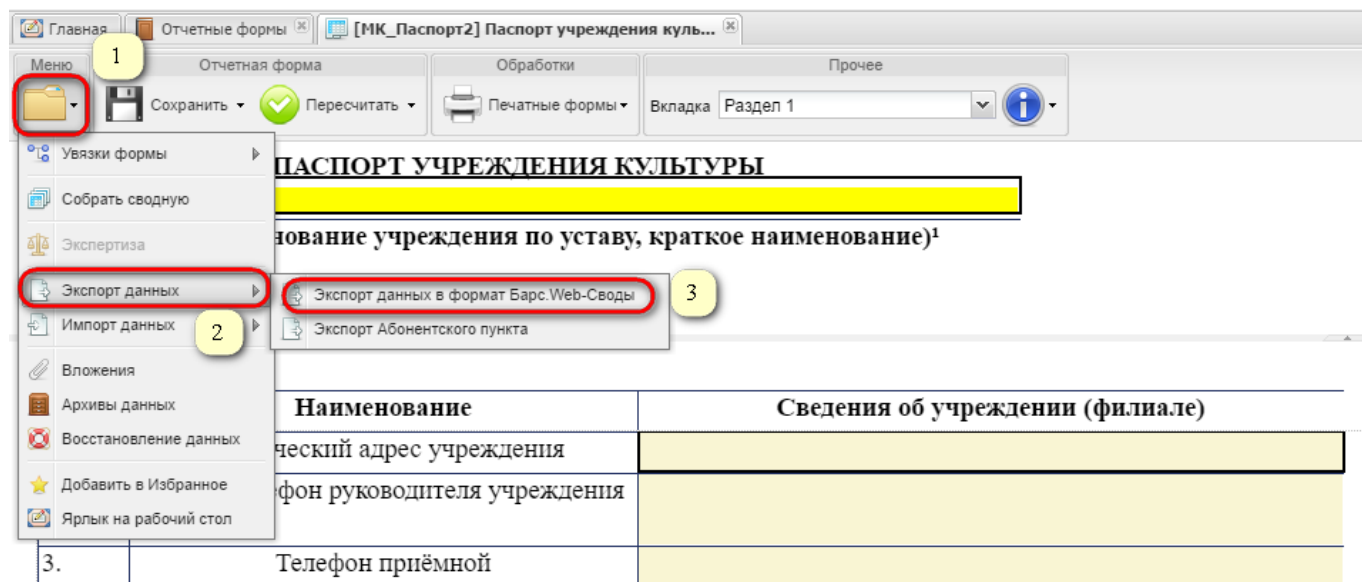 Главная
Отчетные формы
[МК_Паспорт2] Паспорт учреждения куль...
1
Меню
Отчетная форма
Обработки
Прочее
Сохранить
Пересчитать
Печатные формы
Вкладка
Раздел 1
ПАСПОРТ УЧРЕЖДЕНИЯ КУЛЬТУРЫ
нование учреждения по уставу, краткое наименование)¹
Увязки формы
Собрать сводную
Экспертиза
Экспорт данных
Экспорт данных в формат Барс.Web-Своды
3
Импорт данных
2
Экспорт Абонентского пункта
Вложения
Архивы данных
Восстановление данных
Добавить в Избранное
Ярлык на рабочий стол
Наименование
Сведения об учреждении (филиале)
ческий адрес учреждения
фон руководителя учреждения
3.
Телефон приёмной